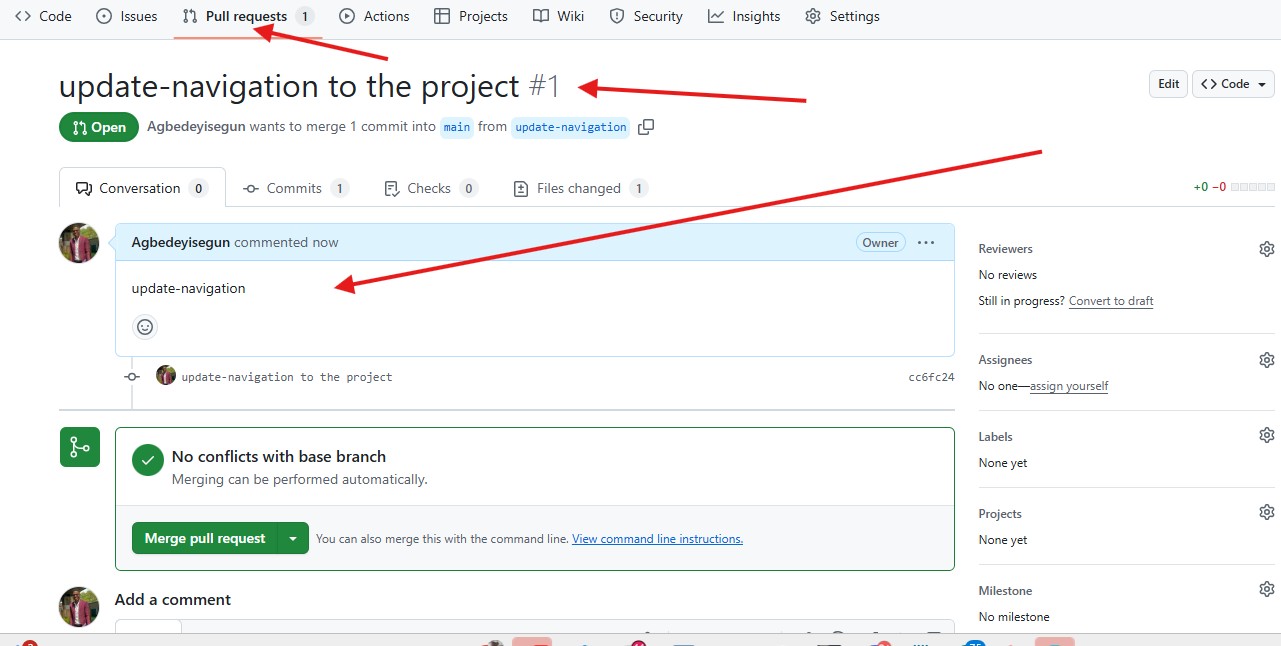 Code Issues Pull requests 1 Actions Projects Wiki Security Insights Settings
update-navigation to the project #1
Edit
Code
Open
Agbedeyisegun wants to merge 1 commit into main from update-navigation
Conversation 0
Commits 1
Checks 0
Files changed 1
+0 −0
Agbedeyisegun commented now
Owner
update-navigation
update-navigation to the project
cc6fc24
No conflicts with base branch
Merging can be performed automatically.
Merge pull request
You can also merge this with the command line. View command line instructions.
Add a comment
Reviewers
No reviews
Still in progress? Convert to draft
Assignees
No one—assign yourself
Labels
None yet
Projects
None yet
Milestone
No milestone